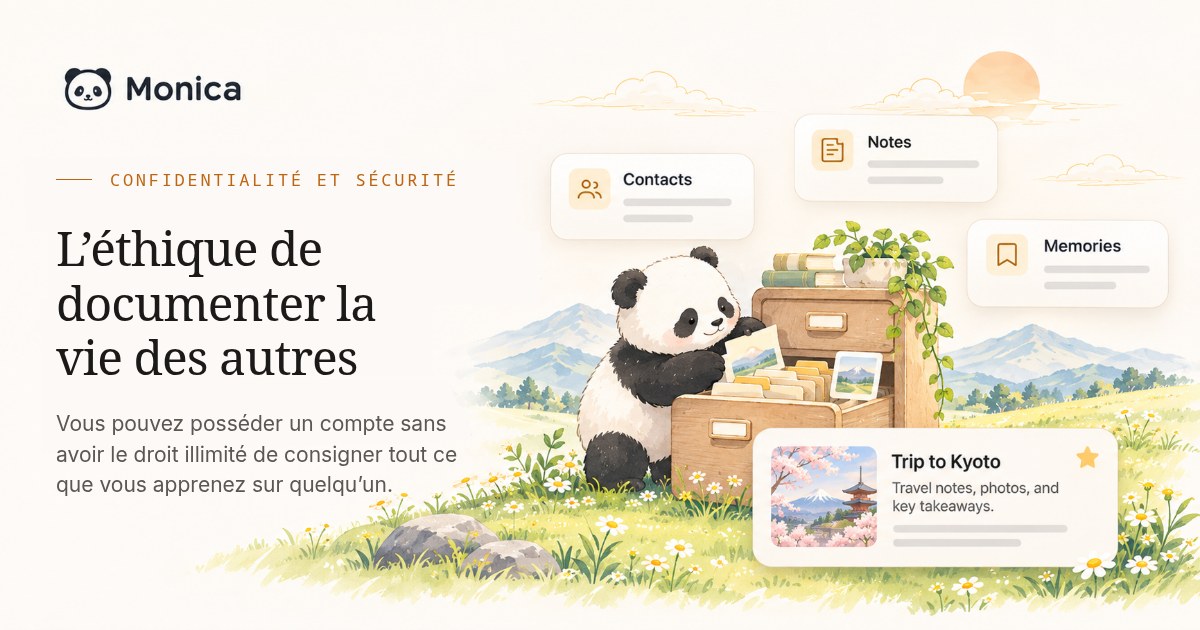 Monica
CONFIDENTIALITÉ ET SÉCURITÉ
L’éthique de
documenter la
vie des autres
Vous pouvez posséder un compte sans
avoir le droit illimité de consigner tout ce
que vous apprenez sur quelqu’un.
Contacts
Notes
Memories
Trip to Kyoto
Travel notes, photos, and
key takeaways.